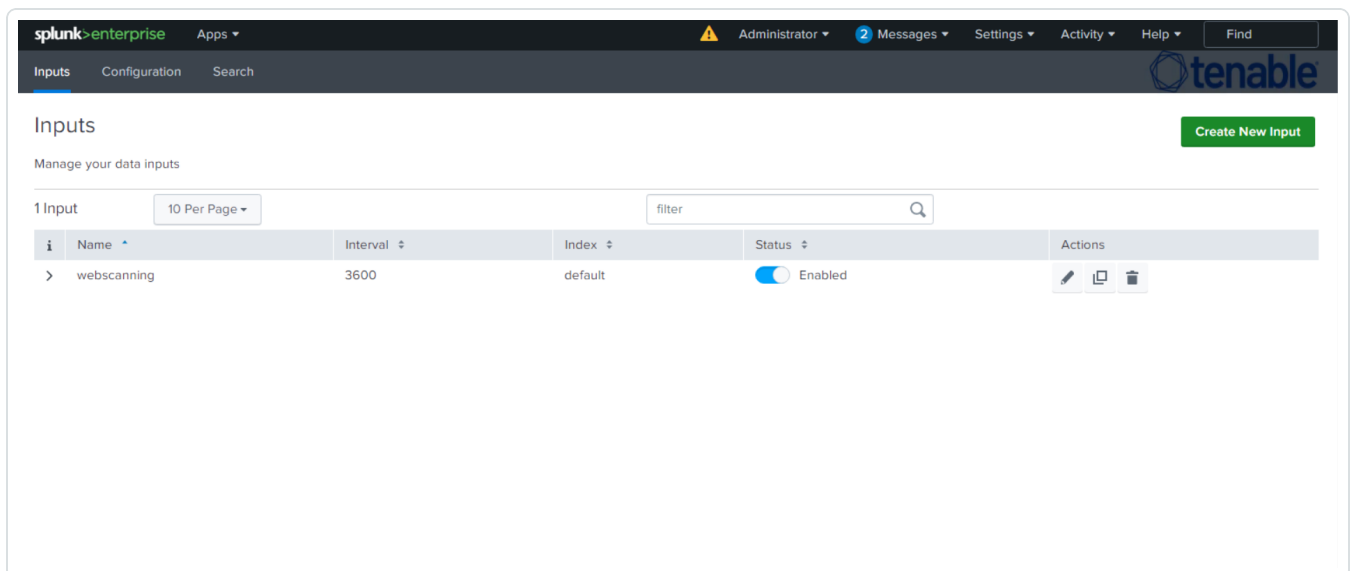 splunk>enterprise Apps Administrator 2 Messages Settings Activity Help Find
Inputs Configuration Search tenable
Inputs
Create New Input
Manage your data inputs
1 Input 10 Per Page filter
i Name Interval Index Status Actions
webscanning 3600 default Enabled